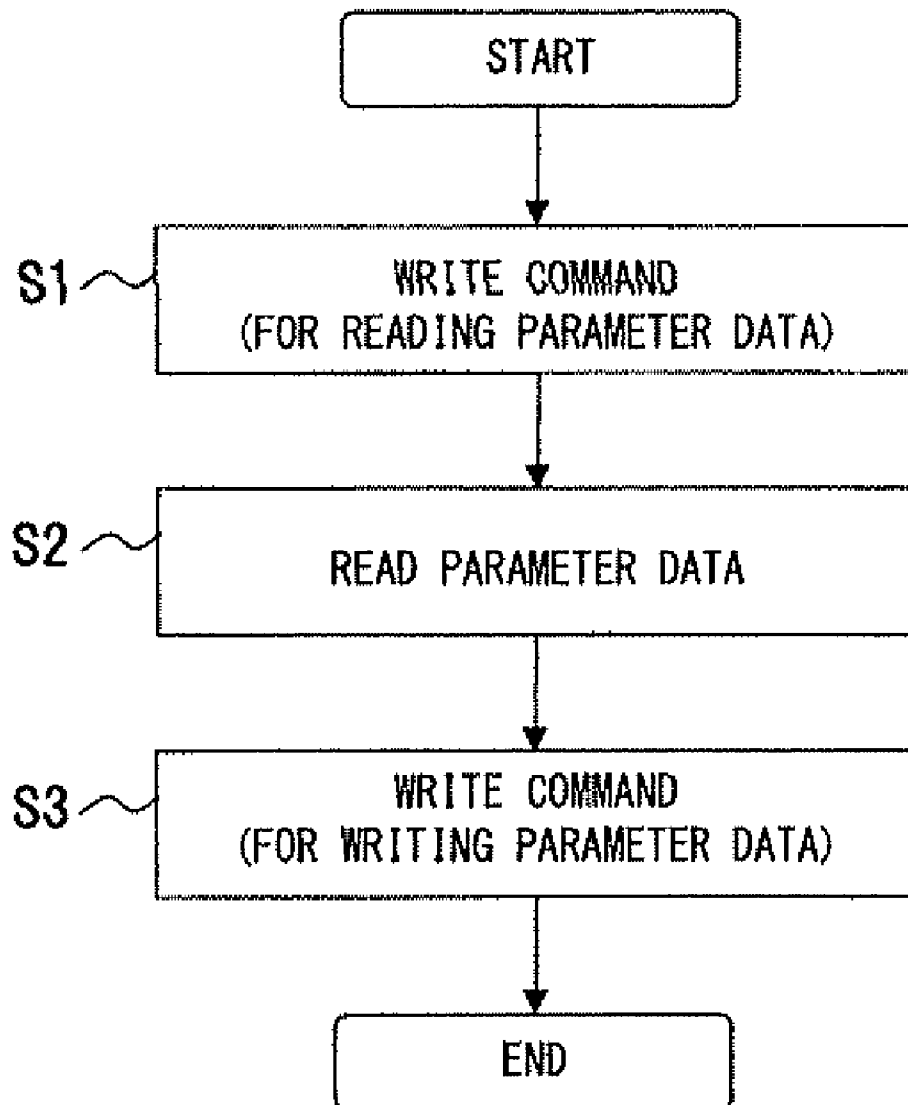 START
S1
WRITE COMMAND
(FOR READING PARAMETER DATA)
S2
READ PARAMETER DATA
S3
WRITE COMMAND
(FOR WRITING PARAMETER DATA)
END